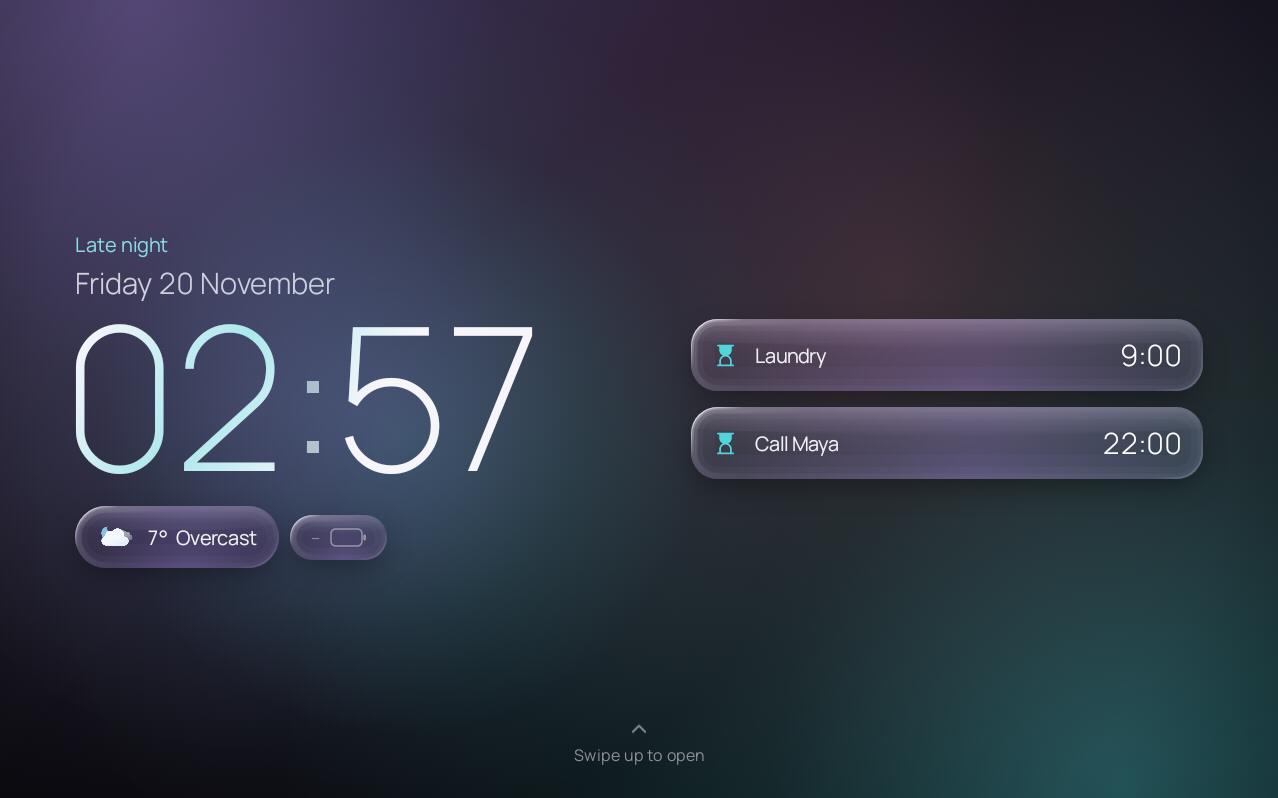 Late night
Friday 20 November
02:57
7° Overcast
–
Laundry 9:00
Call Maya 22:00
Swipe up to open